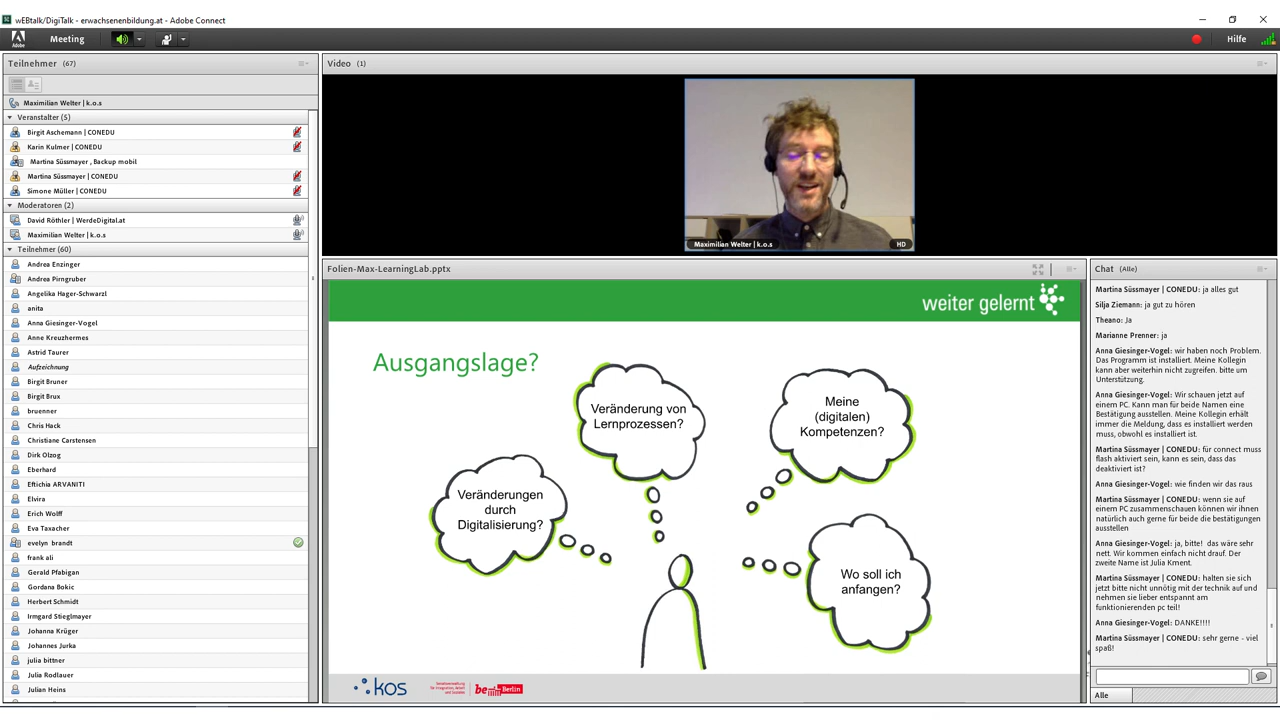 wEBtalk/DigiTalk - erwachsenenbildung.at - Adobe Connect
Adobe
Meeting
Hilfe
Teilnehmer (67)
Maximilian Welter | k.o.s
Veranstalter (5)
Birgit Aschemann | CONEDU
Karin Kulmer | CONEDU
Martina Süssmayer , Backup mobil
Martina Süssmayer | CONEDU
Simone Müller | CONEDU
Moderatoren (2)
David Röthler | WerdeDigital.at
Maximilian Welter | k.o.s
Teilnehmer (60)
Andrea Enzinger
Andrea Pirngruber
Angelika Hager-Schwarzl
anita
Anna Giesinger-Vogel
Anne Kreuzhermes
Astrid Taurer
Aufzeichnung
Birgit Bruner
Birgit Brux
bruenner
Chris Hack
Christiane Carstensen
Dirk Olzog
Eberhard
Eftichia ARVANITI
Elvira
Erich Wolff
Eva Taxacher
evelyn brandt
frank ali
Gerald Pfabigan
Gordana Bokic
Herbert Schmidt
Irmgard Stieglmayer
Johanna Krüger
Johannes Jurka
julia bittner
Julia Rodlauer
Julian Heins
Video (1)
Maximilian Welter | k.o.s
HD
Folien-Max-LearningLab.pptx
weiter gelernt
Ausgangslage?
Veränderung von
Lernprozessen?
Meine
(digitalen)
Kompetenzen?
Veränderungen
durch
Digitalisierung?
Wo soll ich
anfangen?
kos
be Berlin
Chat (Alle)
Martina Süssmayer | CONEDU: ja alles gut
Silja Ziemann: ja gut zu hören
Theano: Ja
Marianne Prenner: ja
Anna Giesinger-Vogel: wir haben noch Problem.
Das Programm ist installiert. Meine Kollegin
kann aber weiterhin nicht zugreifen. bitte um
Unterstützung.
Anna Giesinger-Vogel: Wir schauen jetzt auf
einem PC. Kann man für beide Namen eine
Bestätigung ausstellen. Meine Kollegin erhält
immer die Meldung, dass es installiert werden
muss, obwohl es installiert ist.
Martina Süssmayer | CONEDU: für connect muss
flash aktiviert sein, kann es sein, dass das
deaktiviert ist?
Anna Giesinger-Vogel: wie finden wir das raus
Martina Süssmayer | CONEDU: wenn sie auf
einem PC zusammenschauen können wir ihnen
natürlich auch gerne für beide die bestätigungen
ausstellen
Anna Giesinger-Vogel: ja, bitte! das wäre sehr
nett. Wir kommen einfach nicht drauf. Der
zweite Name ist Julia Kment.
Martina Süssmayer | CONEDU: halten sie sich
jetzt bitte nicht unnötig mit der technik auf und
nehmen sie lieber entspannt am
funktionierenden pc teil!
Anna Giesinger-Vogel: DANKE!!!!
Martina Süssmayer | CONEDU: sehr gerne - viel
spaß!
Alle